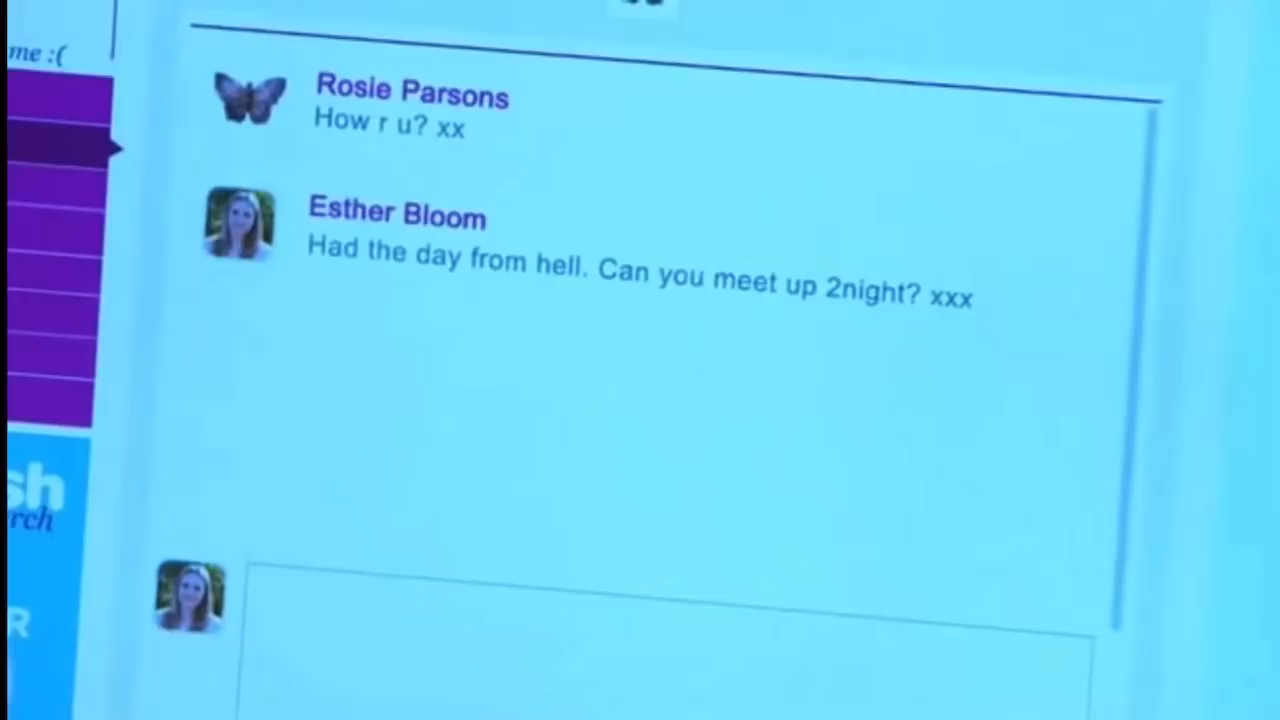 me :(
Rosie Parsons
How r u? xx
Esther Bloom
Had the day from hell. Can you meet up 2night? xxx
sh
rch
R